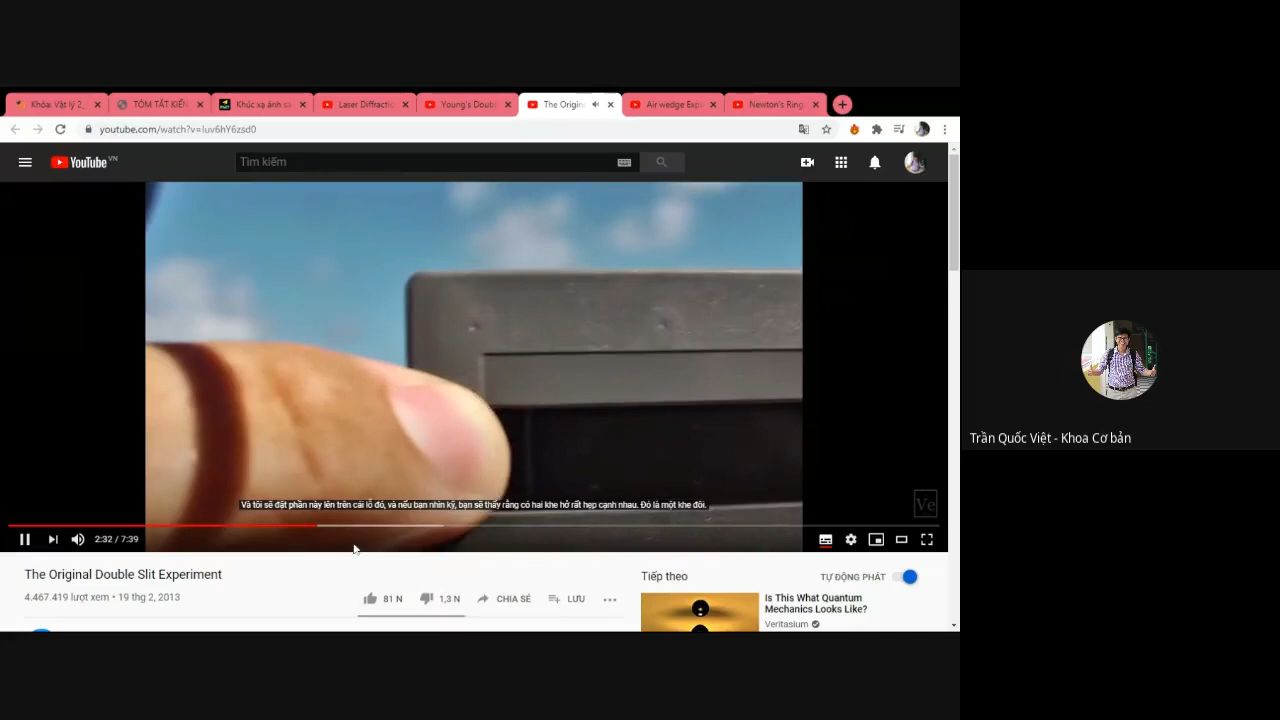 Khóa: Vật lý 2_
TÓM TẮT KIẾN
Khúc xạ ánh sá
Laser Diffractio
Young's Doub
The Origin
Air wedge Exp
Newton's Ring
youtube.com/watch?v=Iuv6hY6zsd0
YouTube VN
Tìm kiếm
Và tôi sẽ đặt phần này lên trên cái lỗ đó, và nếu bạn nhìn kỹ, bạn sẽ thấy rằng có hai khe hở rất hẹp cạnh nhau. Đó là một khe đôi.
Ve
2:32 / 7:39
The Original Double Slit Experiment
4.467.419 lượt xem • 19 thg 2, 2013
81 N
1,3 N
CHIA SẺ
LƯU
Tiếp theo
TỰ ĐỘNG PHÁT
Is This What Quantum
Mechanics Looks Like?
Veritasium
Trần Quốc Việt - Khoa Cơ bản